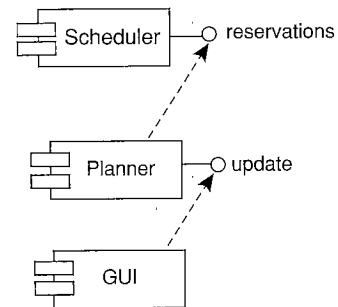 Scheduler
reservations
Planner
update
GUI